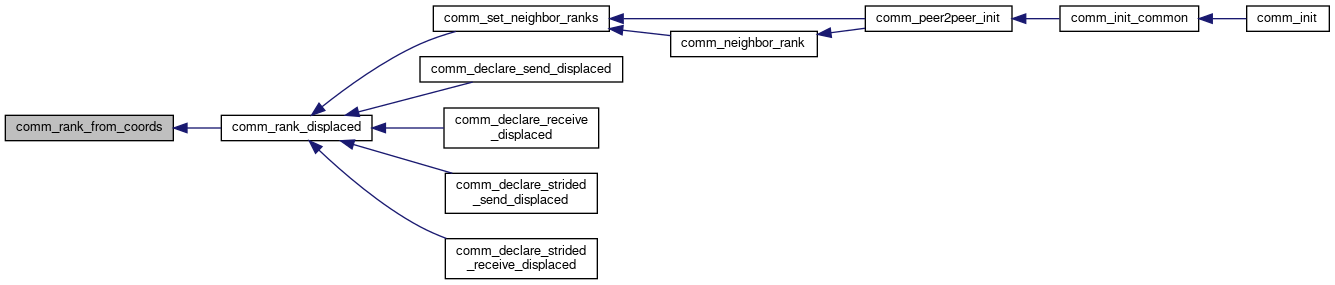 comm_set_neighbor_ranks
comm_peer2peer_init
comm_init_common
comm_init
comm_neighbor_rank
comm_declare_send_displaced
comm_rank_from_coords
comm_rank_displaced
comm_declare_receive
_displaced
comm_declare_strided
_send_displaced
comm_declare_strided
_receive_displaced